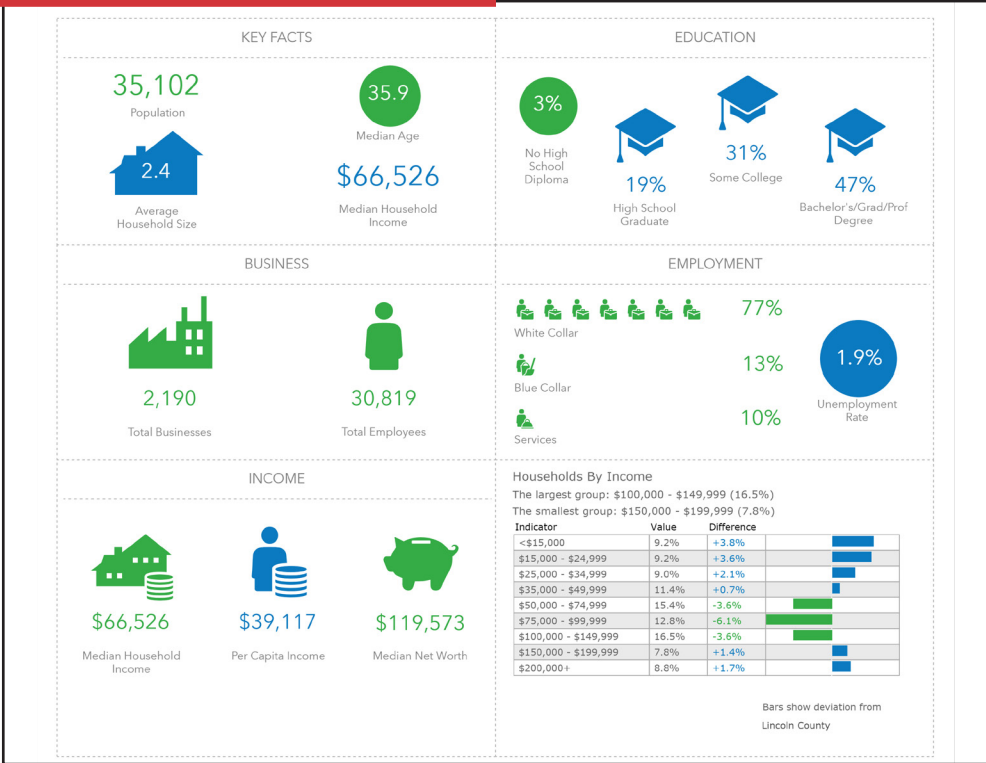 KEY FACTS
35,102
Population
35.9
Median Age
2.4
Average
Household Size
$66,526
Median Household
Income
EDUCATION
3%
No High
School
Diploma
19%
High School
Graduate
31%
Some College
47%
Bachelor's/Grad/Prof
Degree
BUSINESS
2,190
Total Businesses
30,819
Total Employees
EMPLOYMENT
77%
White Collar
13%
Blue Collar
10%
Services
1.9%
Unemployment
Rate
INCOME
$66,526
Median Household
Income
$39,117
Per Capita Income
$119,573
Median Net Worth
Households By Income
The largest group: $100,000 - $149,999 (16.5%)
The smallest group: $150,000 - $199,999 (7.8%)
Indicator Value Difference
<$15,000 9.2% +3.8%
$15,000 - $24,999 9.2% +3.6%
$25,000 - $34,999 9.0% +2.1%
$35,000 - $49,999 11.4% +0.7%
$50,000 - $74,999 15.4% -3.6%
$75,000 - $99,999 12.8% -6.1%
$100,000 - $149,999 16.5% -3.6%
$150,000 - $199,999 7.8% +1.4%
$200,000+ 8.8% +1.7%
Bars show deviation from
Lincoln County